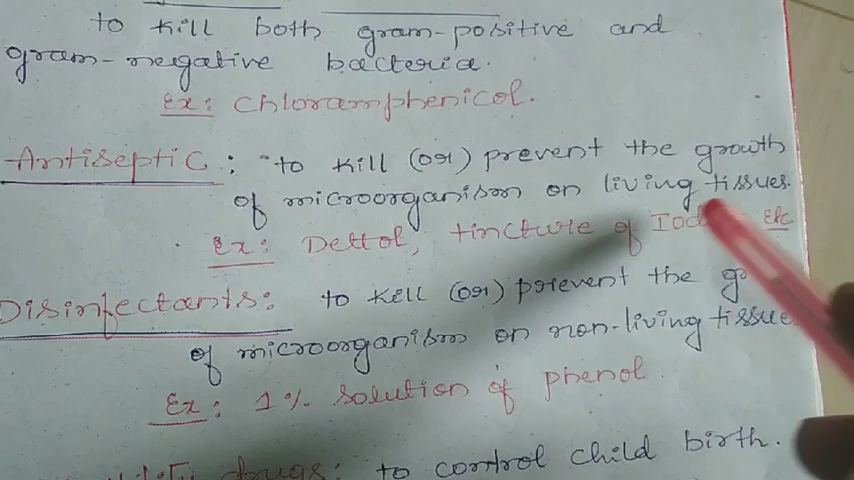 to kill both gram-positive and
gram-negative bacteria.
Ex: Chloramphenicol.
Antiseptic: to kill (or) prevent the growth
of microorganism on living tissues.
Ex: Dettol, tincture of Etc
Disinfectants: to kill (or) prevent the
of microorganism on non-living tissue
Ex: 1% solution of phenol.
drugs: to control child birth.